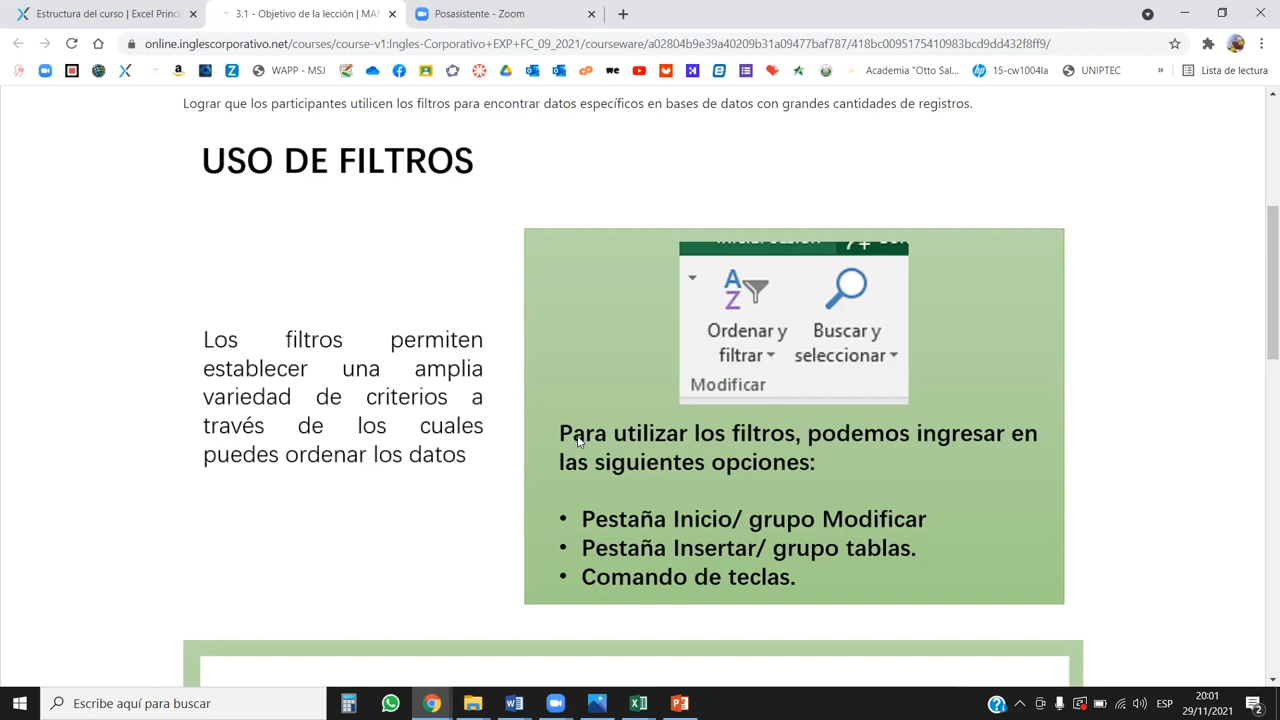 Estructura del curso | Excel Princ
3.1 - Objetivo de la lección | MAN
Posasistente - Zoom
online.inglescorporativo.net/courses/course-v1:Ingles-Corporativo+EXP+FC_09_2021/courseware/a02804b9e39a40209b31a09477baf787/418bc0095175410983bcd9dd432f8ff9/
WAPP - MSJ
Academia "Otto Sal...
15-cw1004la
UNIPTEC
»
Lista de lectura
Lograr que los participantes utilicen los filtros para encontrar datos específicos en bases de datos con grandes cantidades de registros.
USO DE FILTROS
Los filtros permiten
establecer una amplia
variedad de criterios a
través de los cuales
puedes ordenar los datos
Ordenar y
filtrar
Buscar y
seleccionar
Modificar
Para utilizar los filtros, podemos ingresar en
las siguientes opciones:
• Pestaña Inicio/ grupo Modificar
• Pestaña Insertar/ grupo tablas.
• Comando de teclas.
Escribe aquí para buscar
ESP
20:01
29/11/2021
2